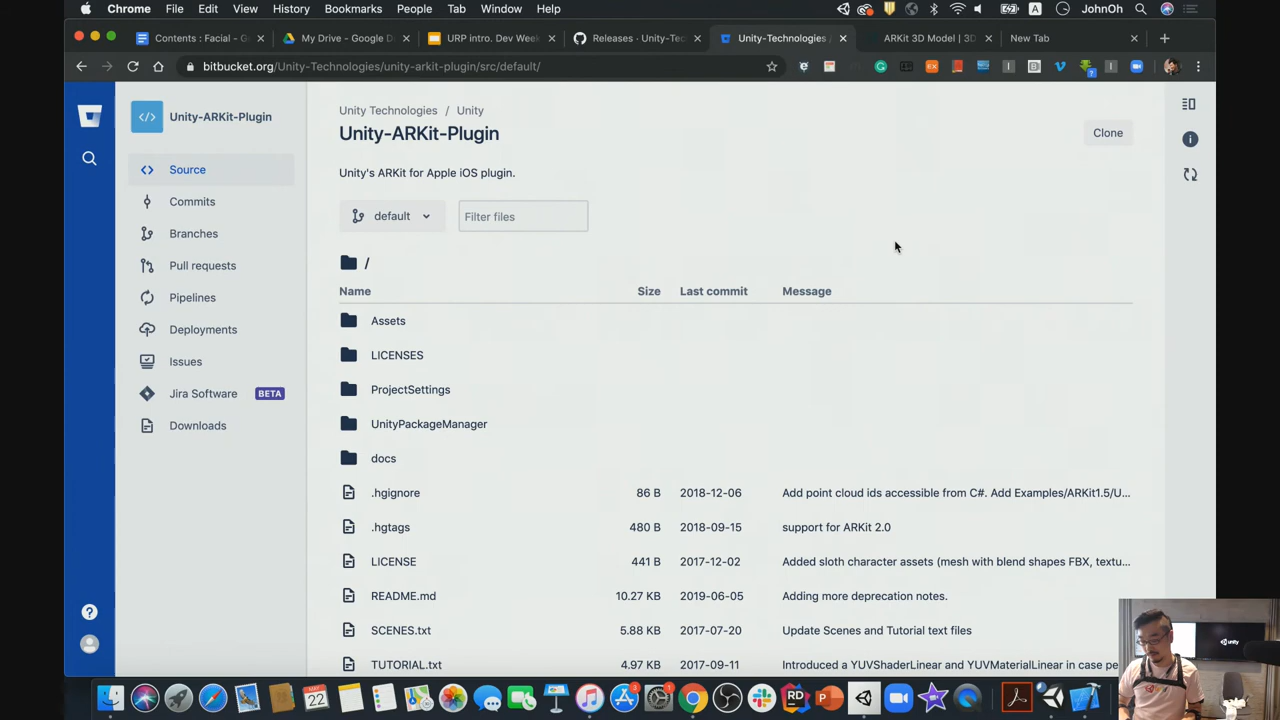 Chrome File Edit View History Bookmarks People Tab Window Help A JohnOh
Contents : Facial - G
My Drive - Google D
URP intro. Dev Week
Releases · Unity-Tec
Unity-Technologies /
ARKit 3D Model | 3D
New Tab
bitbucket.org/Unity-Technologies/unity-arkit-plugin/src/default/
Unity-ARKit-Plugin
Source
Commits
Branches
Pull requests
Pipelines
Deployments
Issues
Jira Software BETA
Downloads
Unity Technologies / Unity
Unity-ARKit-Plugin
Clone
Unity's ARKit for Apple iOS plugin.
default Filter files
/
Name Size Last commit Message
Assets
LICENSES
ProjectSettings
UnityPackageManager
docs
.hgignore 86 B 2018-12-06 Add point cloud ids accessible from C#. Add Examples/ARKit1.5/U...
.hgtags 480 B 2018-09-15 support for ARKit 2.0
LICENSE 441 B 2017-12-02 Added sloth character assets (mesh with blend shapes FBX, textu...
README.md 10.27 KB 2019-06-05 Adding more deprecation notes.
SCENES.txt 5.88 KB 2017-07-20 Update Scenes and Tutorial text files
TUTORIAL.txt 4.97 KB 2017-09-11 Introduced a YUVShaderLinear and YUVMaterialLinear in case pe
unity
MAY
22
3
1
RD